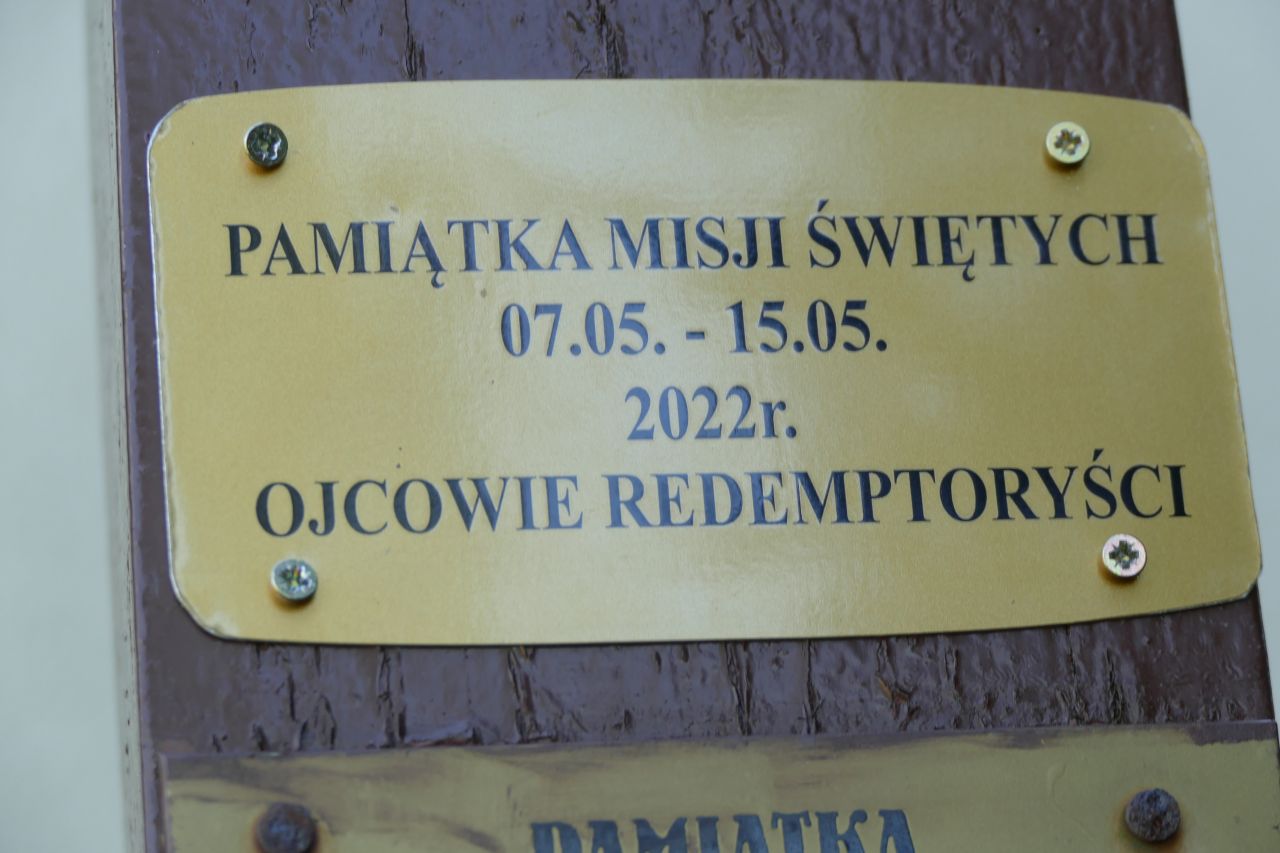 PAMIĄTKA MISJI ŚWIĘTYCH
07.05. - 15.05.
2022r.
OJCOWIE REDEMPTORYŚCI
PAMIĄTKA